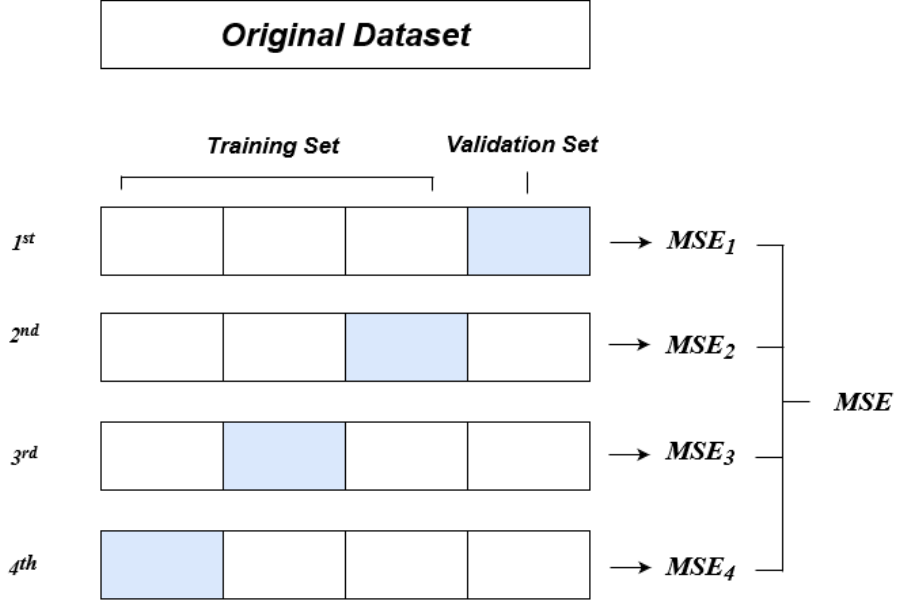 Original Dataset
Training Set
Validation Set
1st
MSE1
2nd
MSE2
MSE
3rd
MSE3
4th
MSE4